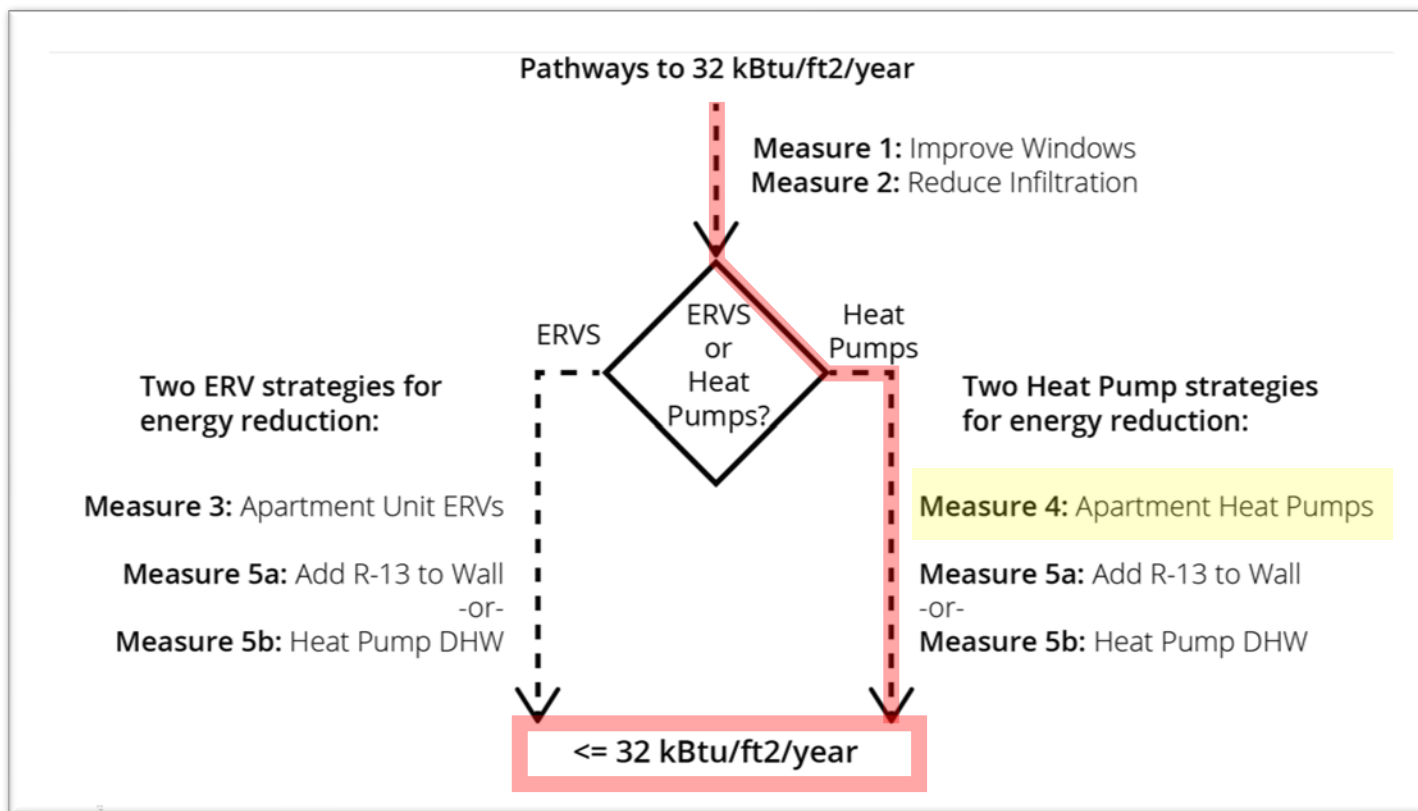 Pathways to 32 kBtu/ft2/year
Measure 1: Improve Windows
Measure 2: Reduce Infiltration
ERVS
ERVS
or
Heat
Pumps?
Heat
Pumps
Two ERV strategies for
energy reduction:
Measure 3: Apartment Unit ERVs
Measure 5a: Add R-13 to Wall
-or-
Measure 5b: Heat Pump DHW
Two Heat Pump strategies
for energy reduction:
Measure 4: Apartment Heat Pumps
Measure 5a: Add R-13 to Wall
-or-
Measure 5b: Heat Pump DHW
<= 32 kBtu/ft2/year